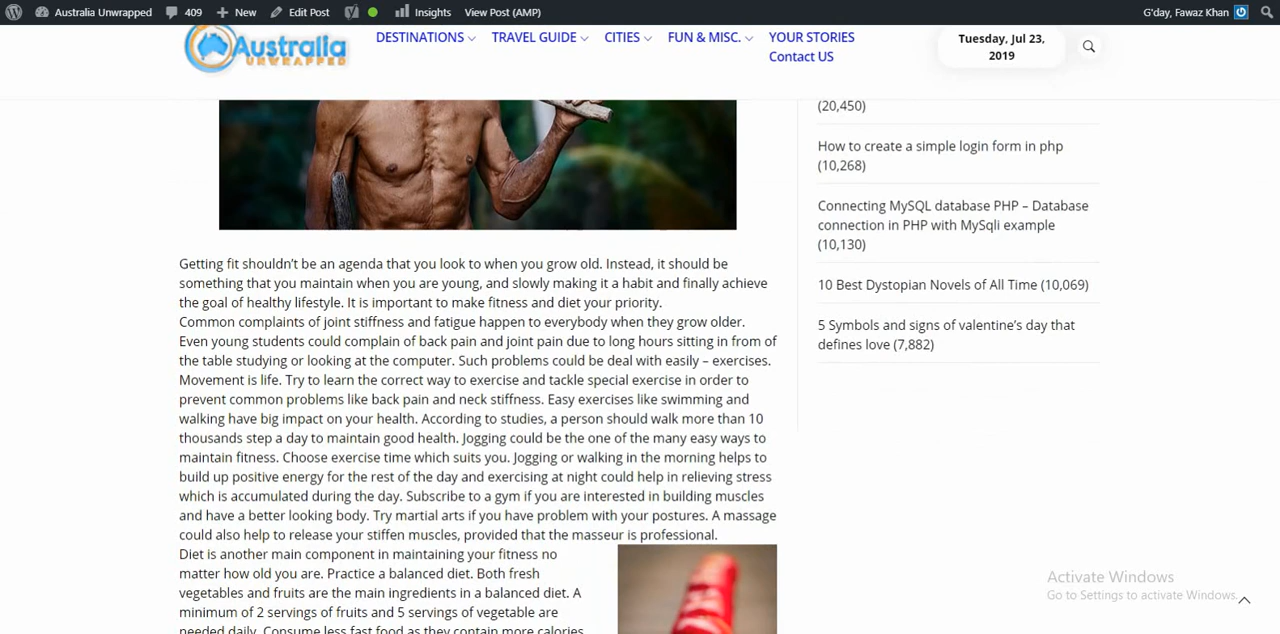 Australia Unwrapped
409
New
Edit Post
Insights
View Post (AMP)
G'day, Fawaz Khan
Australia
UNWRAPPED
DESTINATIONS
TRAVEL GUIDE
CITIES
FUN & MISC.
YOUR STORIES
Contact US
Tuesday, Jul 23,
2019
Getting fit shouldn't be an agenda that you look to when you grow old. Instead, it should be
something that you maintain when you are young, and slowly making it a habit and finally achieve
the goal of healthy lifestyle. It is important to make fitness and diet your priority.
Common complaints of joint stiffness and fatigue happen to everybody when they grow older.
Even young students could complain of back pain and joint pain due to long hours sitting in from of
the table studying or looking at the computer. Such problems could be deal with easily – exercises.
Movement is life. Try to learn the correct way to exercise and tackle special exercise in order to
prevent common problems like back pain and neck stiffness. Easy exercises like swimming and
walking have big impact on your health. According to studies, a person should walk more than 10
thousands step a day to maintain good health. Jogging could be the one of the many easy ways to
maintain fitness. Choose exercise time which suits you. Jogging or walking in the morning helps to
build up positive energy for the rest of the day and exercising at night could help in relieving stress
which is accumulated during the day. Subscribe to a gym if you are interested in building muscles
and have a better looking body. Try martial arts if you have problem with your postures. A massage
could also help to release your stiffen muscles, provided that the masseur is professional.
Diet is another main component in maintaining your fitness no
matter how old you are. Practice a balanced diet. Both fresh
vegetables and fruits are the main ingredients in a balanced diet. A
minimum of 2 servings of fruits and 5 servings of vegetable are
needed daily. Consume less fast food as they contain more calories
(20,450)
How to create a simple login form in php
(10,268)
Connecting MySQL database PHP – Database
connection in PHP with MySqli example
(10,130)
10 Best Dystopian Novels of All Time (10,069)
5 Symbols and signs of valentine's day that
defines love (7,882)
Activate Windows
Go to Settings to activate Windows.